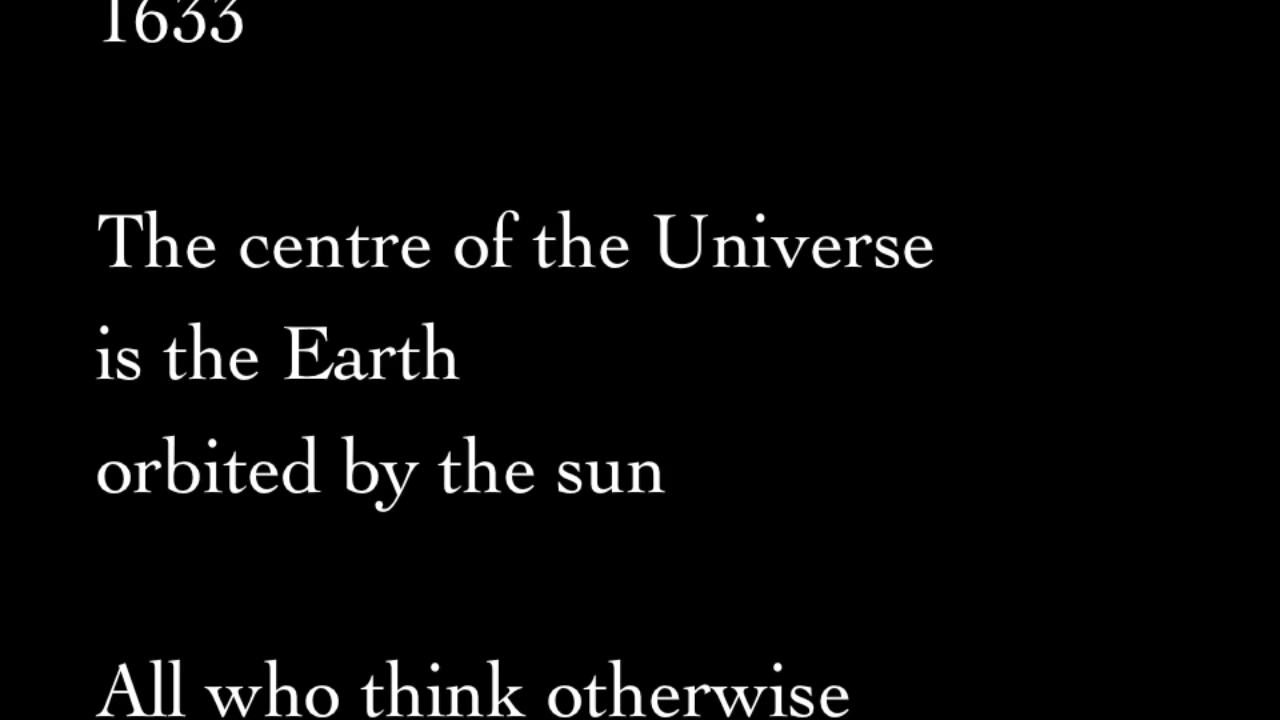 1633
The centre of the Universe
is the Earth
orbited by the sun
All who think otherwise